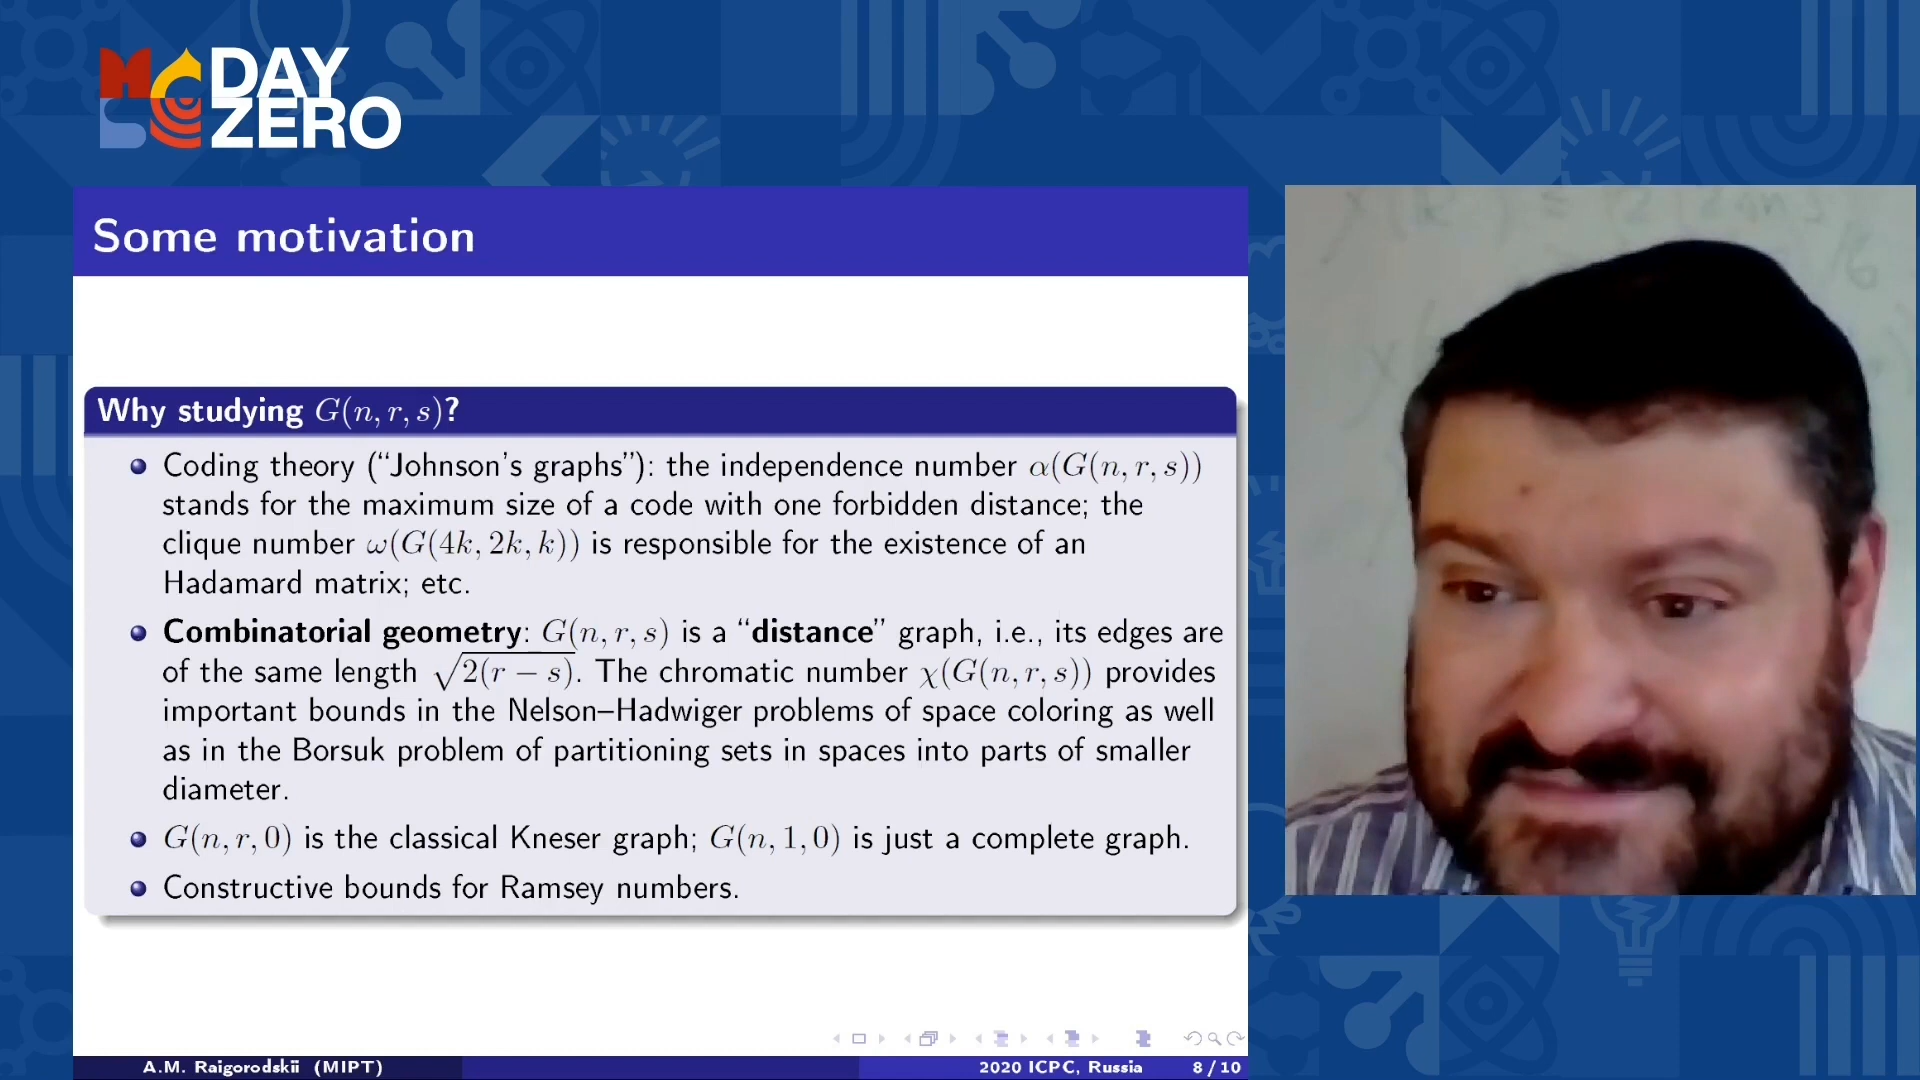 DAY
ZERO
Some motivation
Why studying G(n, r, s)?
Coding theory (“Johnson’s graphs”): the independence number α(G(n, r, s))
stands for the maximum size of a code with one forbidden distance; the
clique number ω(G(4k, 2k, k)) is responsible for the existence of an
Hadamard matrix; etc.
Combinatorial geometry: G(n, r, s) is a “distance” graph, i.e., its edges are
of the same length √2(r − s). The chromatic number χ(G(n, r, s)) provides
important bounds in the Nelson–Hadwiger problems of space coloring as well
as in the Borsuk problem of partitioning sets in spaces into parts of smaller
diameter.
G(n, r, 0) is the classical Kneser graph; G(n, 1, 0) is just a complete graph.
Constructive bounds for Ramsey numbers.
A.M. Raigorodskii (MIPT)
2020 ICPC, Russia
8 / 10